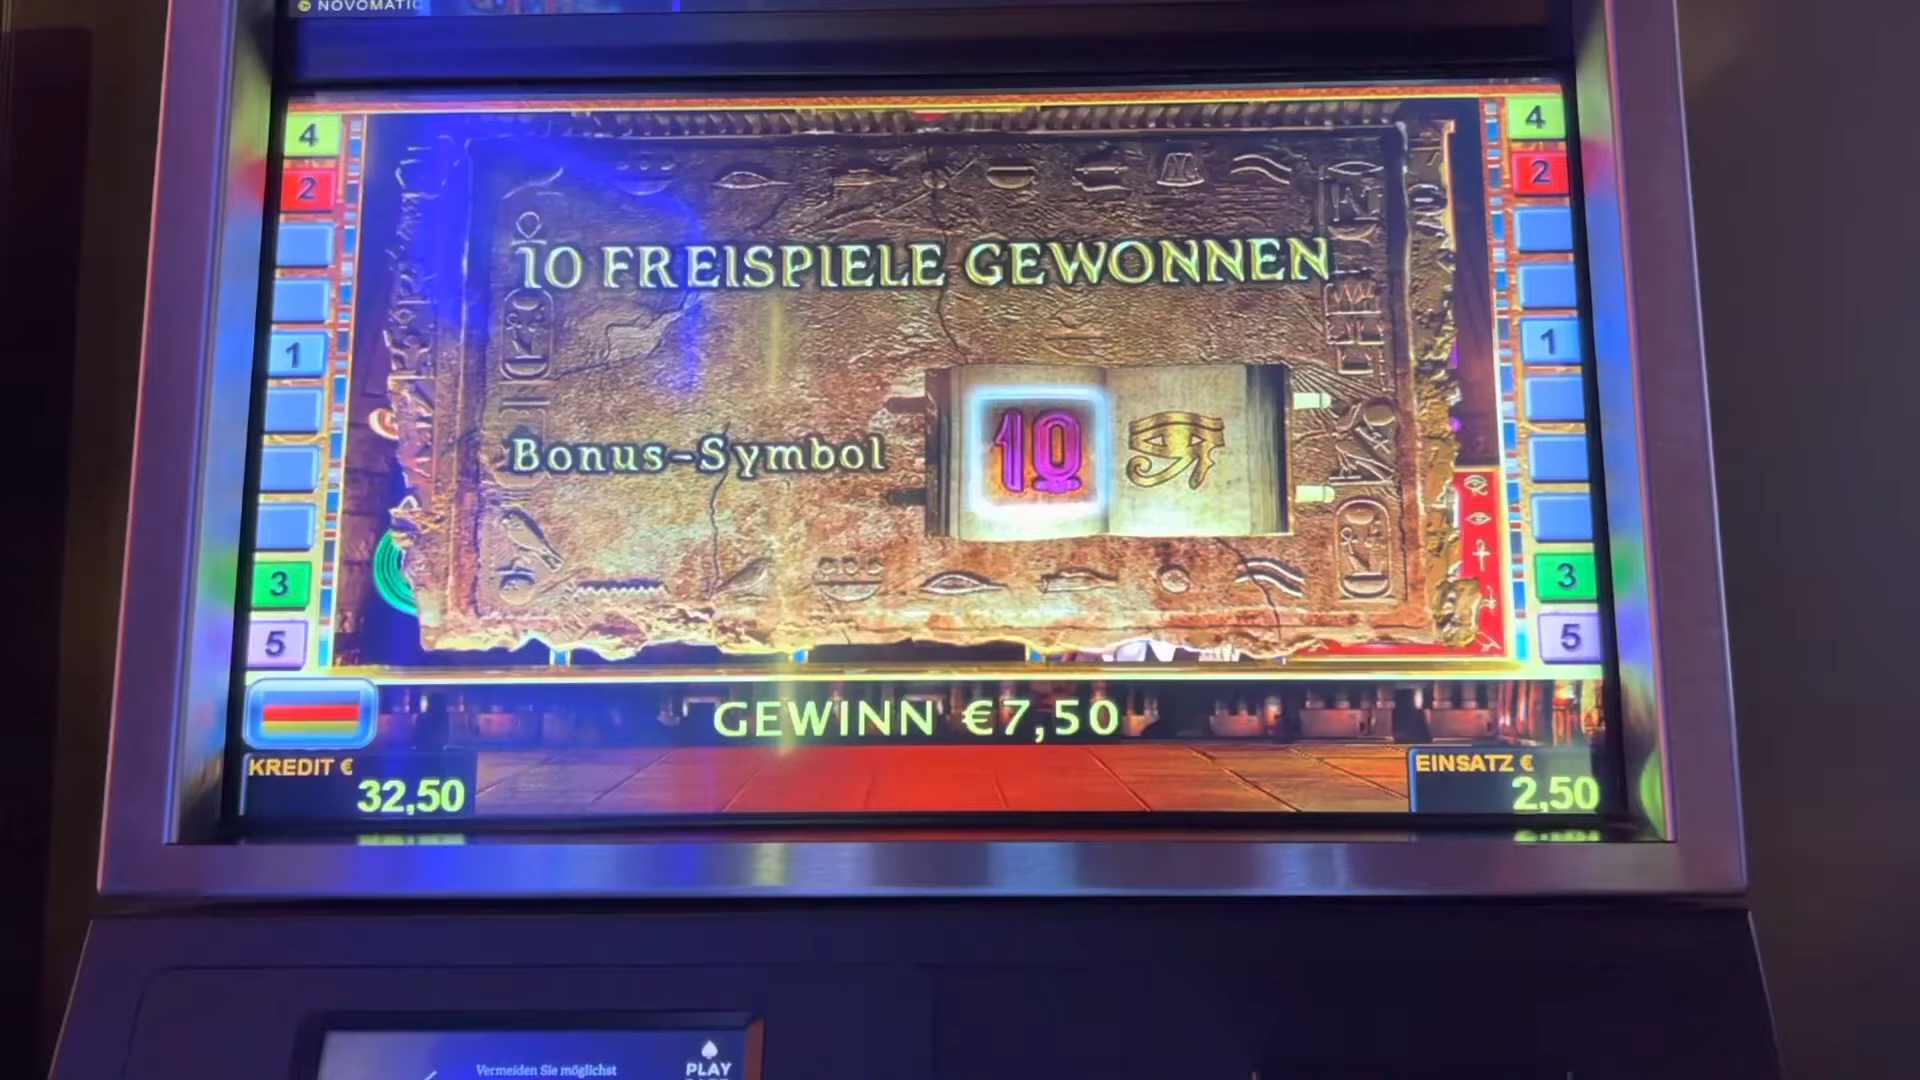 NOVOMATIC
4 4
2 2
10 FREISPIELE GEWONNEN
1 1
Bonus-Symbol
10
3 3
5 5
GEWINN €7,50
KREDIT €
32,50
EINSATZ €
2,50
Vermeiden Sie möglichst
PLAY